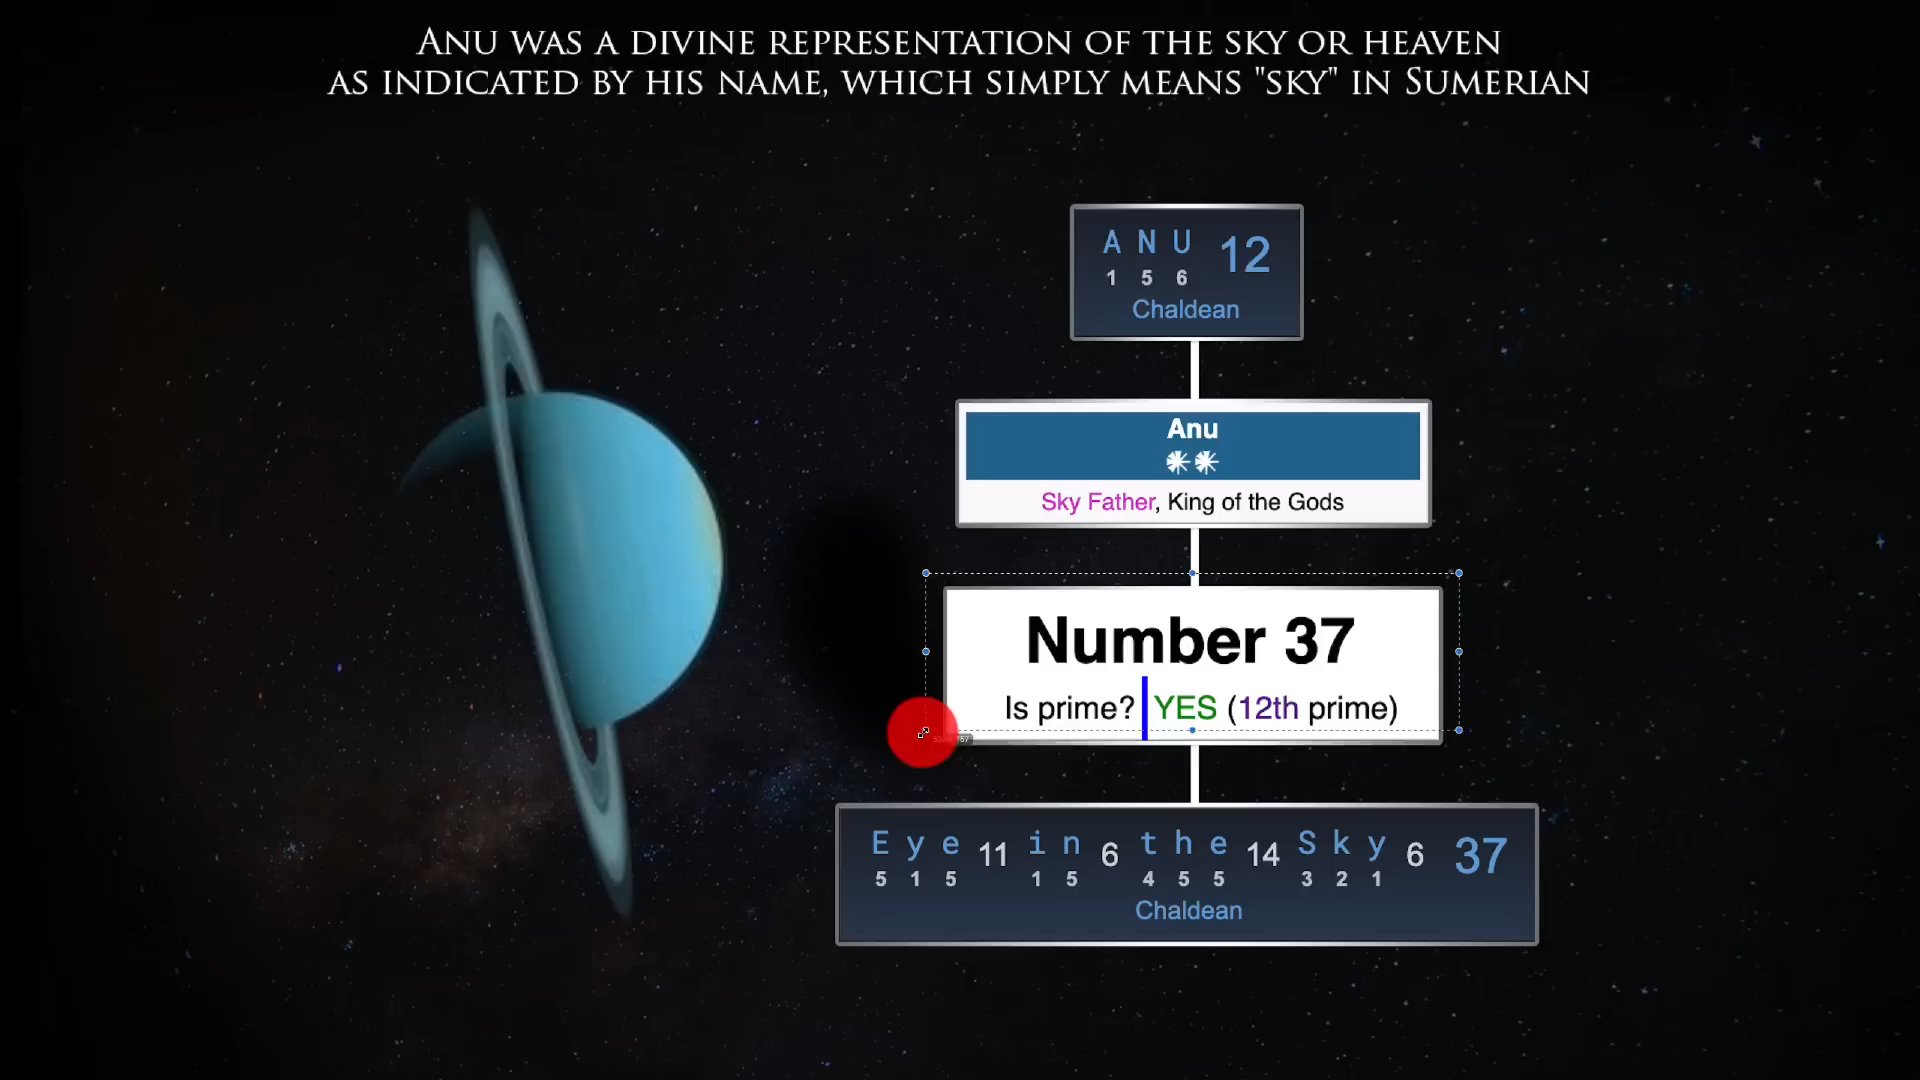 Anu was a divine representation of the sky or heaven
as indicated by his name, which simply means "sky" in Sumerian
A N U 12
1 5 6
Chaldean
Anu
Sky Father, King of the Gods
Number 37
Is prime? YES (12th prime)
E y e 11 i n 6 t h e 14 S k y 6 37
5 1 5 1 5 4 5 5 3 2 1
Chaldean